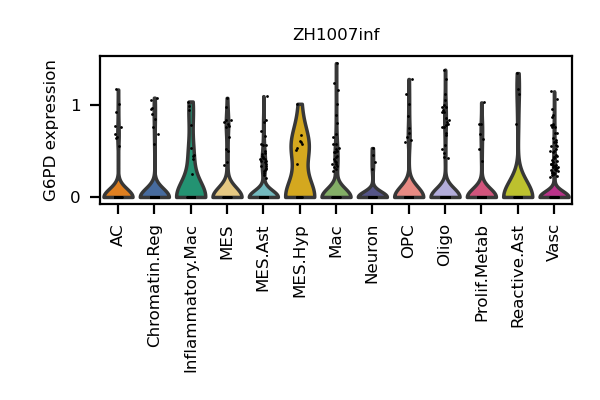 ZH1007inf
G6PD expression
1
0
AC
Chromatin.Reg
Inflammatory.Mac
MES
MES.Ast
MES.Hyp
Mac
Neuron
OPC
Oligo
Prolif.Metab
Reactive.Ast
Vasc